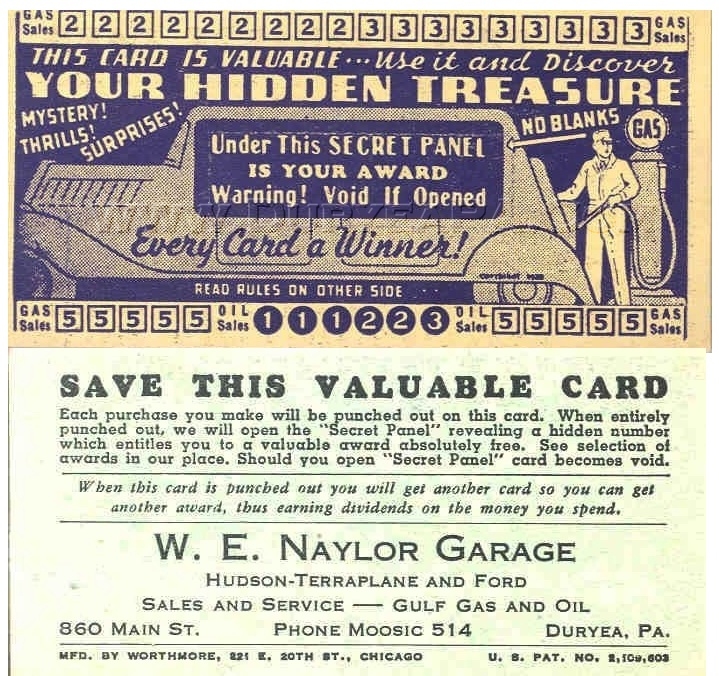 GAS Sales 2 2 2 2 2 2 2 2 2 3 3 3 3 3 3 3 3 3 GAS Sales
THIS CARD IS VALUABLE... Use it and Discover
YOUR HIDDEN TREASURE
MYSTERY!
THRILLS!
SURPRISES!
NO BLANKS
GAS
Under This SECRET PANEL
IS YOUR AWARD
Warning! Void If Opened
Every Card a Winner!
READ RULES ON OTHER SIDE
GAS Sales 5 5 5 5 5 OIL Sales 1 1 1 2 2 3 OIL Sales 5 5 5 5 5 GAS Sales
SAVE THIS VALUABLE CARD
Each purchase you make will be punched out on this card. When entirely
punched out, we will open the "Secret Panel" revealing a hidden number
which entitles you to a valuable award absolutely free. See selection of
awards in our place. Should you open "Secret Panel" card becomes void.
When this card is punched out you will get another card so you can get
another award, thus earning dividends on the money you spend.
W. E. NAYLOR GARAGE
HUDSON-TERRAPLANE AND FORD
SALES AND SERVICE — GULF GAS AND OIL
860 MAIN ST. PHONE MOOSIC 514 DURYEA, PA.
MFD. BY WORTHMORE, 221 E. 20TH ST., CHICAGO U. S. PAT. NO. 2,109,603